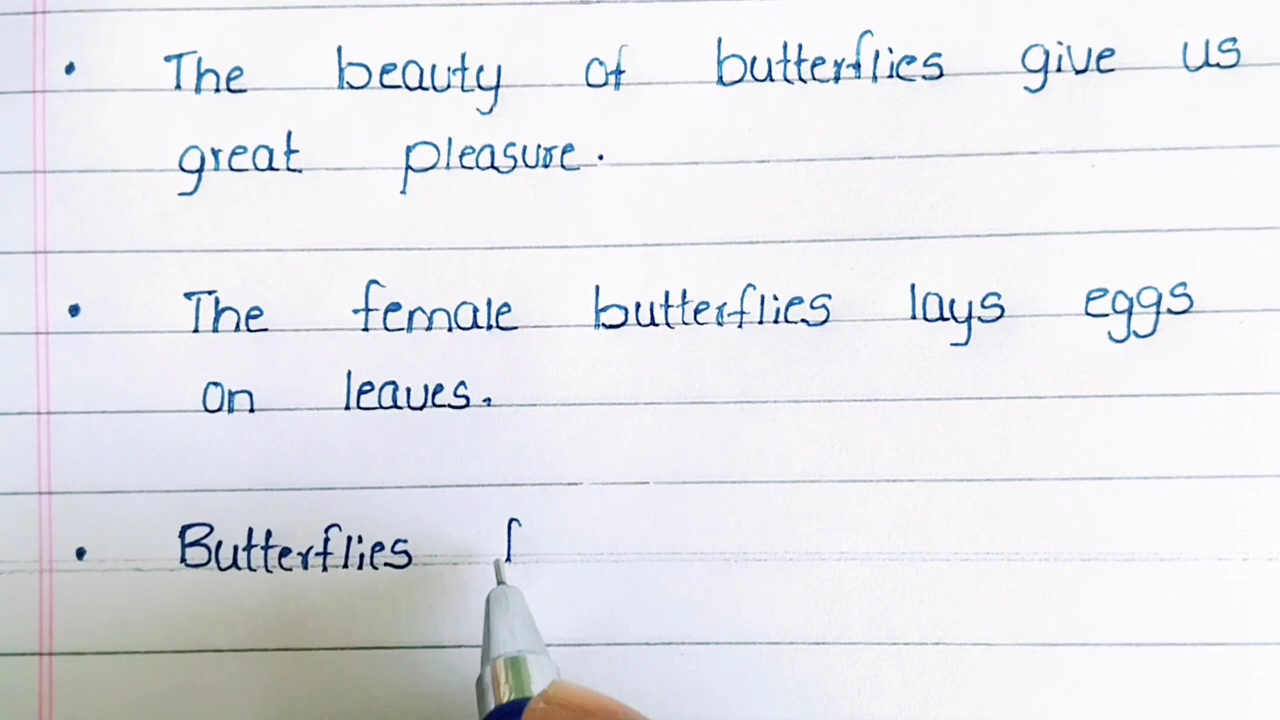 • The beauty of butterflies give us
great pleasure.
• The female butterflies lays eggs
on leaves.
• Butterflies